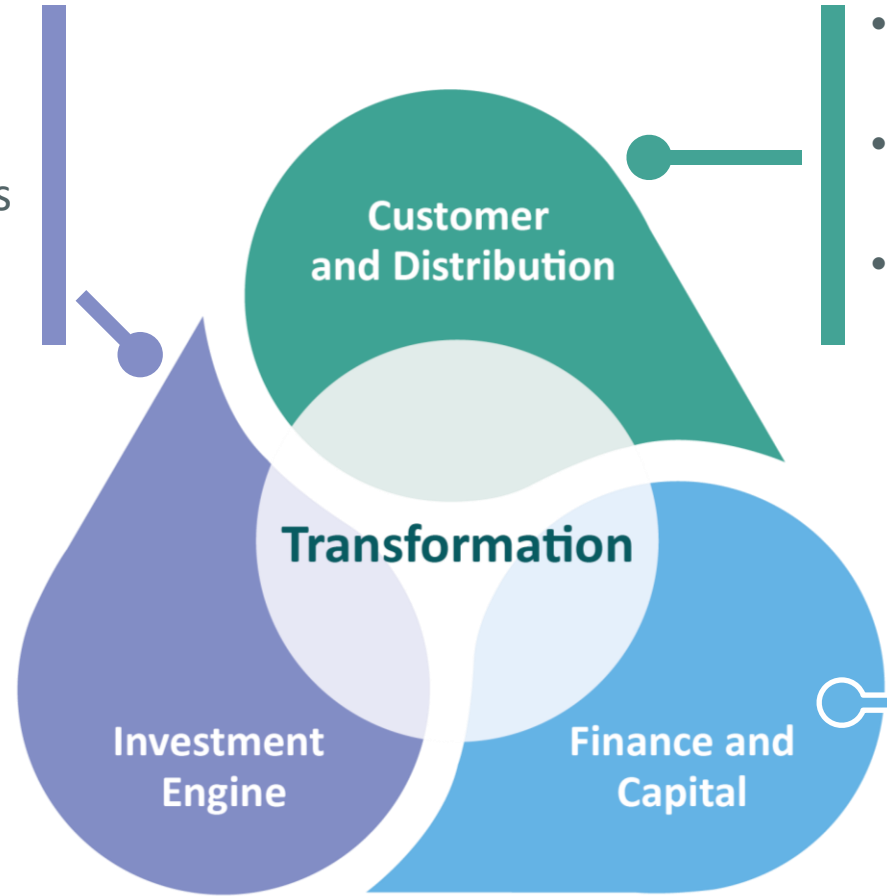 s
Customer
and Distribution
Transformation
Investment
Engine
Finance and
Capital
•
•
•